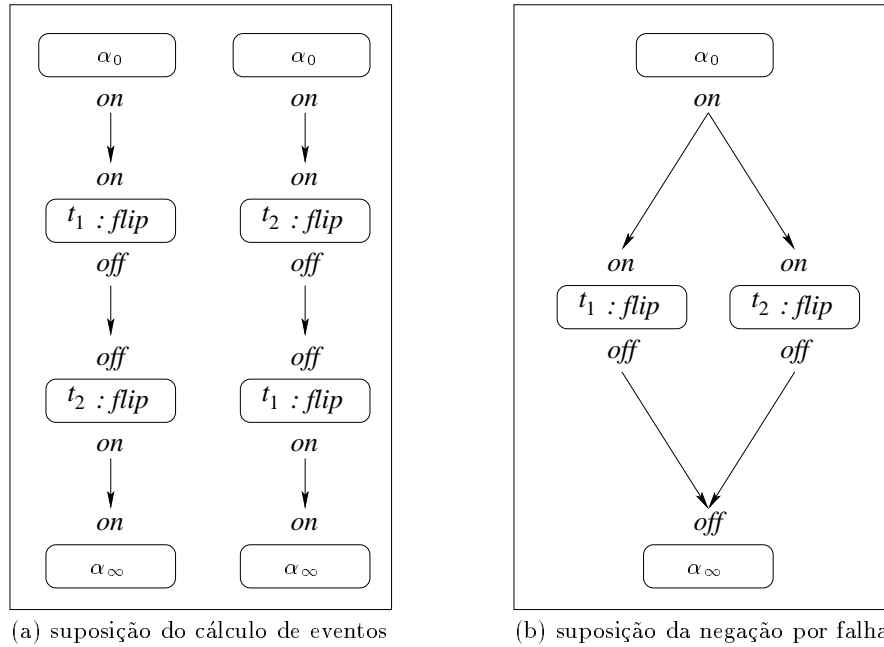 α₀ α₀
on on
on on
t₁ : flip t₂ : flip
off off
off off
t₂ : flip t₁ : flip
on on
on on
α∞ α∞
(a) suposição do cálculo de eventos
α₀
on
on on
t₁ : flip t₂ : flip
off off
off
α∞
(b) suposição da negação por falha